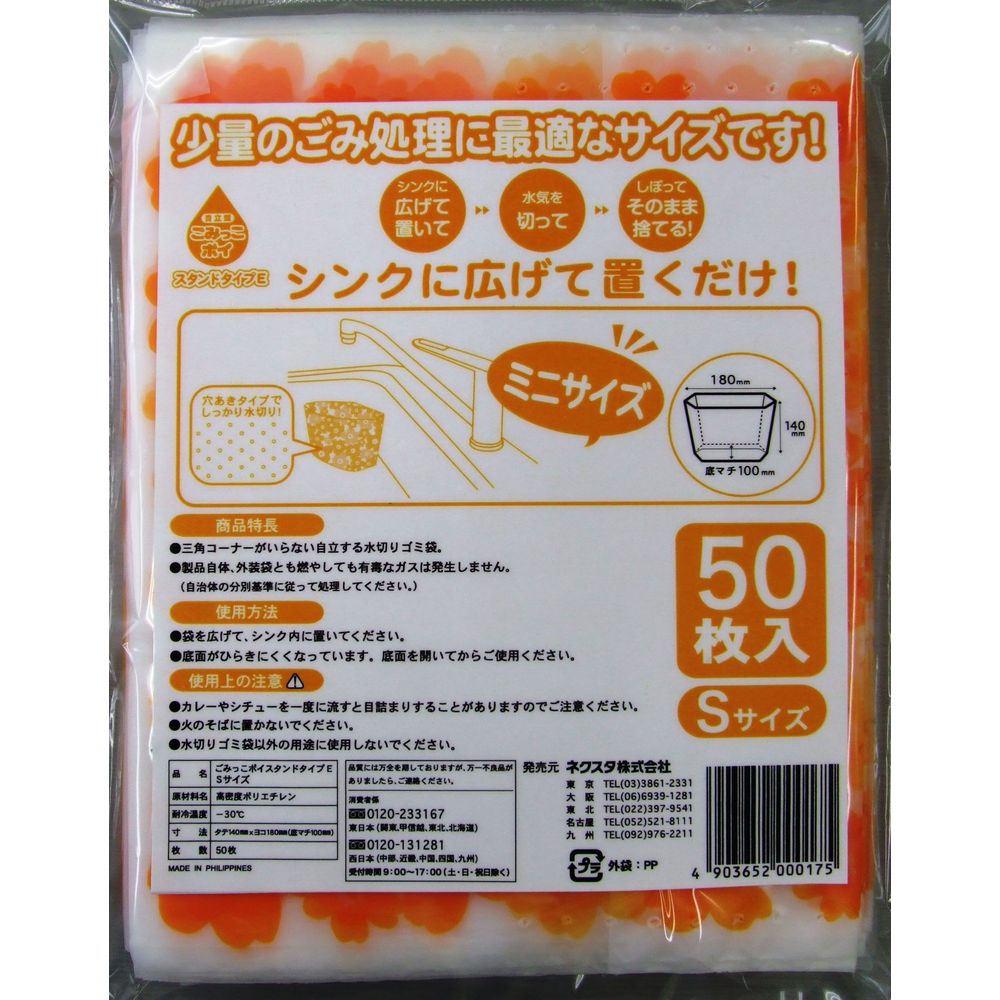 少量のごみ処理に最適なサイズです!
自立型
ごみっこ
ポイ
スタンドタイプE
シンクに
広げて
置いて
水気を
切って
しぼって
そのまま
捨てる!
シンクに広げて置くだけ!
穴あきタイプで
しっかり水切り!
ミニサイズ
180mm
140mm
底マチ100mm
商品特長
●三角コーナーがいらない自立する水切りゴミ袋。
●製品自体、外装袋とも燃やしても有毒なガスは発生しません。
(自治体の分別基準に従って処理してください。)
使用方法
●袋を広げて、シンク内に置いてください。
●底面がひらきにくくなっています。底面を開いてからご使用ください。
使用上の注意
●カレーやシチューを一度に流すと目詰まりすることがありますのでご注意ください。
●火のそばに置かないでください。
●水切りゴミ袋以外の用途に使用しないでください。
50
枚入
Sサイズ
品名 ごみっこポイスタンドタイプE
Sサイズ
原材料名 高密度ポリエチレン
耐冷温度 -30℃
寸法 タテ140mm×ヨコ180mm(底マチ100mm)
枚数 50枚
MADE IN PHILIPPINES
品質には万全を期しておりますが、万一不良品が
ありましたら、ご連絡ください。
消費者係
0120-233167
東日本(関東、甲信越、東北、北海道)
0120-131281
西日本(中部、近畿、中国、四国、九州)
受付時間9:00〜17:00(土・日・祝日除く)
発売元 ネクスタ株式会社
東京 TEL(03)3861-2331
大阪 TEL(06)6939-1281
東北 TEL(022)397-9541
名古屋 TEL(052)521-8111
九州 TEL(092)976-2211
プラ 外袋:PP
4 903652 000175